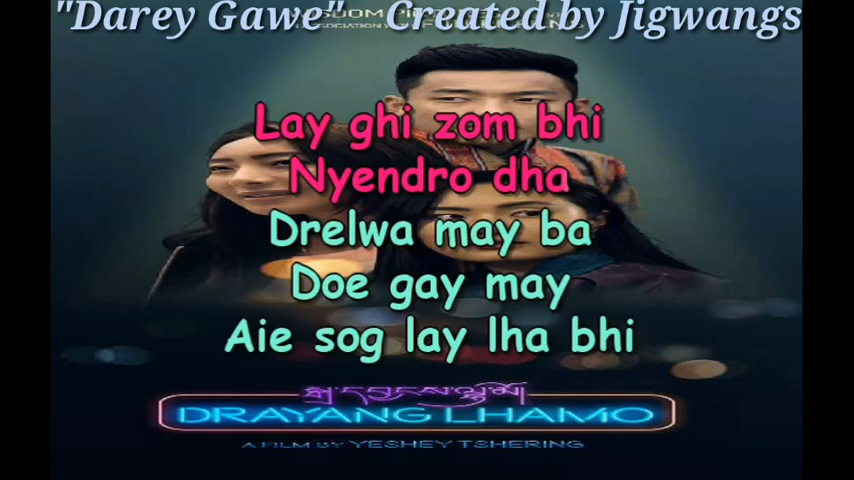 "Darey Gawe" Created by Jigwangs
Lay ghi zom bhi
Nyendro dha
Drelwa may ba
Doe gay may
Aie sog lay lha bhi
DRAYANG LHAMO
A FILM BY YESHEY TSHERING